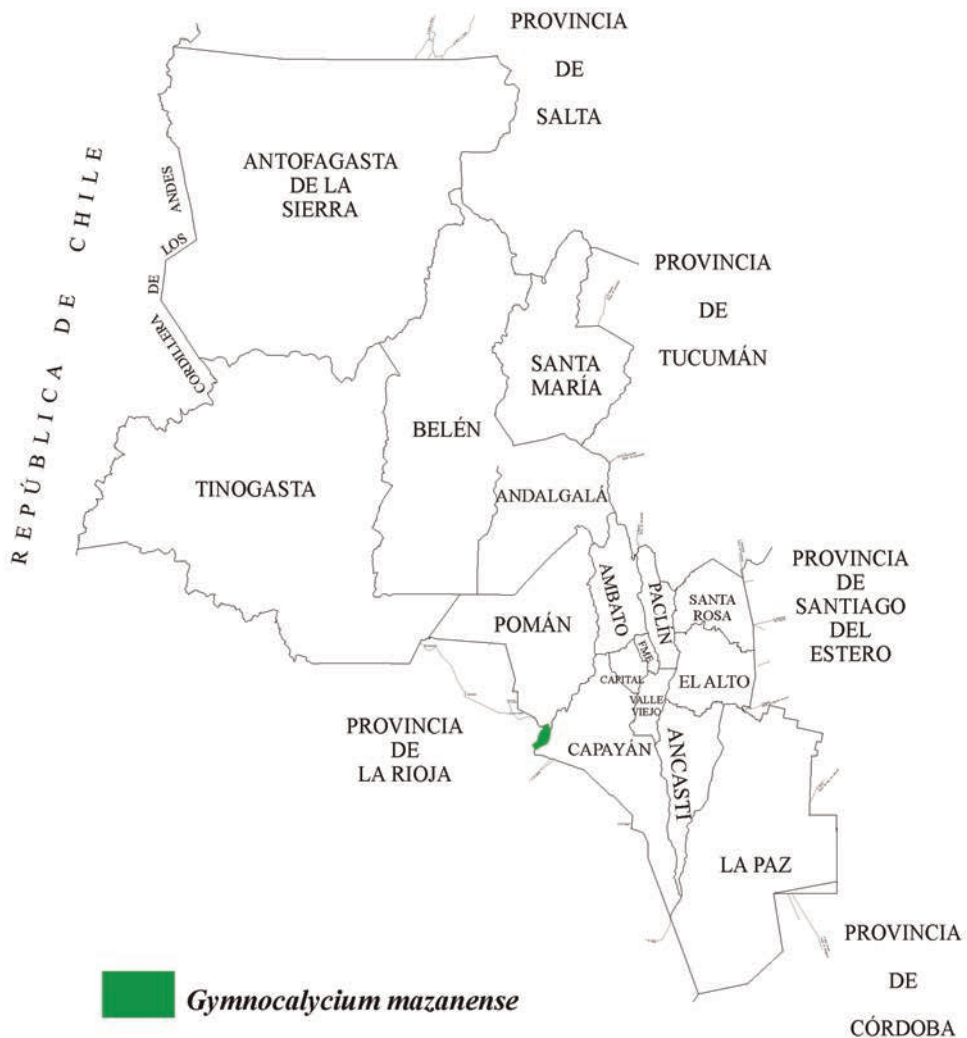 PROVINCIA
DE
SALTA
REPÚBLICA DE CHILE
CORDILLERA DE LOS ANDES
ANTOFAGASTA
DE LA
SIERRA
PROVINCIA
DE
TUCUMÁN
SANTA
MARÍA
BELÉN
TINOGASTA
ANDALGALÁ
PROVINCIA
DE
SANTIAGO
DEL
ESTERO
AMBATO
PACLÍN
SANTA
ROSA
POMÁN
FME
CAPITAL
EL ALTO
VALLE
VIEJO
PROVINCIA
DE
LA RIOJA
CAPAYÁN
ANCASTI
LA PAZ
PROVINCIA
DE
CÓRDOBA
Gymnocalycium mazanense